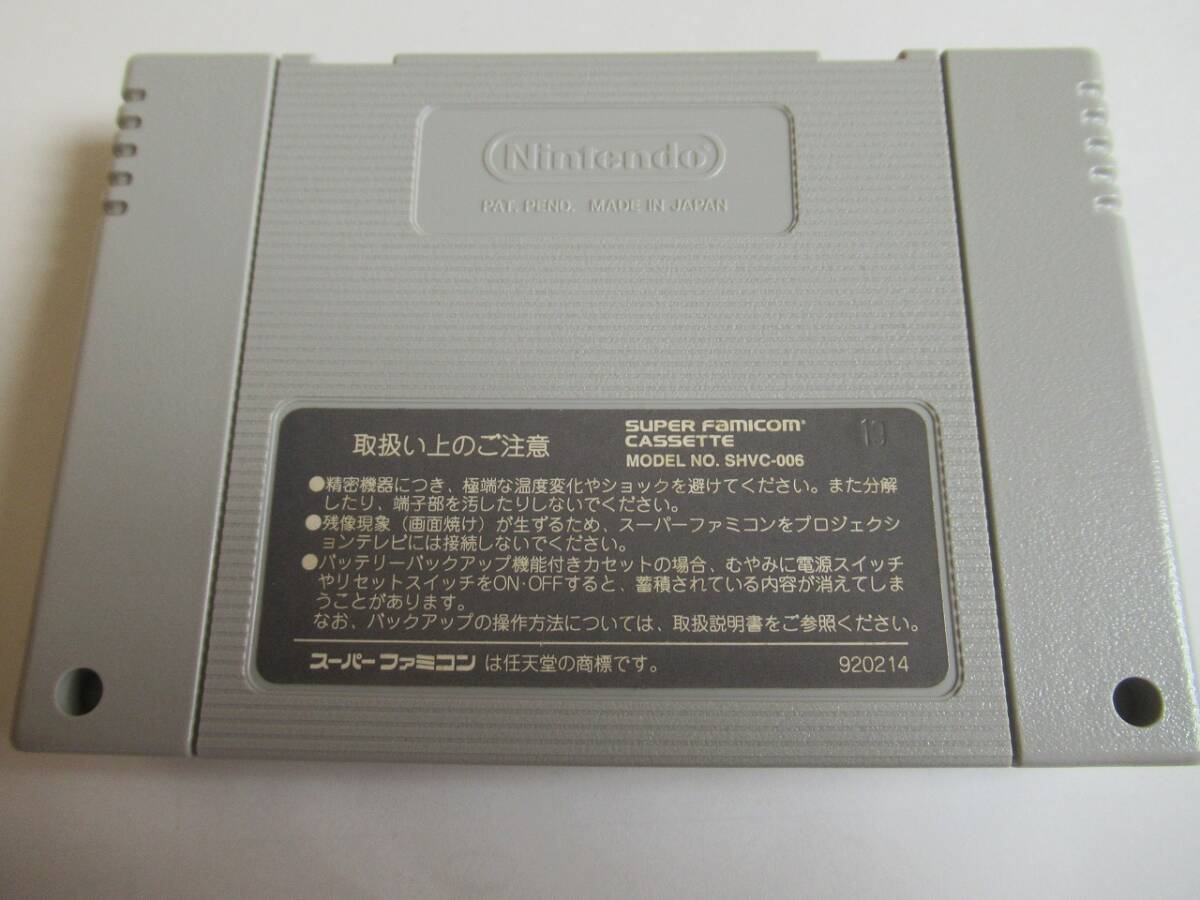 Nintendo
PAT. PEND. MADE IN JAPAN
取扱い上のご注意
SUPER FAMICOM
CASSETTE
MODEL NO. SHVC-006
●精密機器につき、極端な温度変化やショックを避けてください。また分解
したり、端子部を汚したりしないでください。
●残像現象（画面焼け）が生ずるため、スーパーファミコンをプロジェクシ
ョンテレビには接続しないでください。
●バッテリーバックアップ機能付きカセットの場合、むやみに電源スイッチ
やリセットスイッチをON・OFFすると、蓄積されている内容が消えてしま
うことがあります。
なお、バックアップの操作方法については、取扱説明書をご参照ください。
スーパーファミコンは任天堂の商標です。
920214